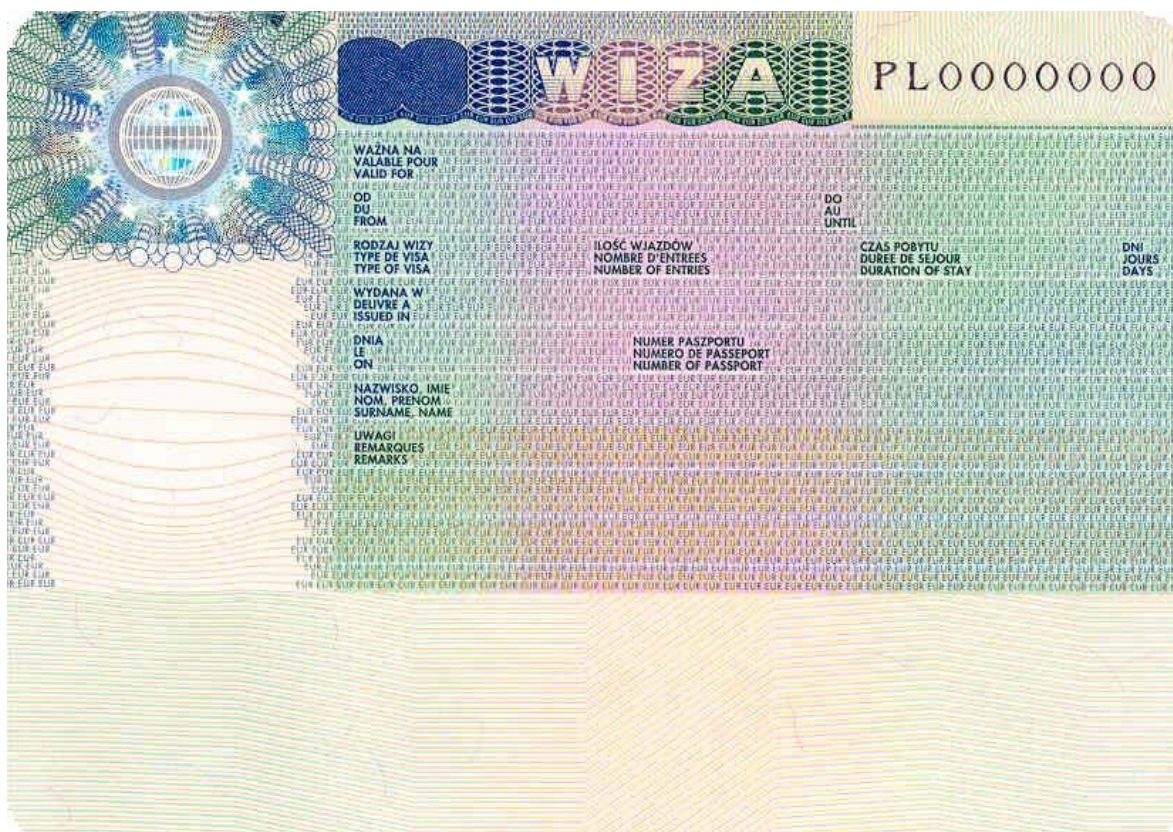 WIZA
PL0000000
WAŻNA NA
VALABLE POUR
VALID FOR
OD
DU
FROM
DO
AU
UNTIL
RODZAJ WIZY
TYPE DE VISA
TYPE OF VISA
ILOŚĆ WJAZDÓW
NOMBRE D'ENTREES
NUMBER OF ENTRIES
CZAS POBYTU
DUREE DE SEJOUR
DURATION OF STAY
DNI
JOURS
DAYS
WYDANA W
DELIVRE A
ISSUED IN
DNIA
LE
ON
NUMER PASZPORTU
NUMERO DE PASSEPORT
NUMBER OF PASSPORT
NAZWISKO, IMIE
NOM, PRENOM
SURNAME, NAME
UWAGI
REMARQUES
REMARKS